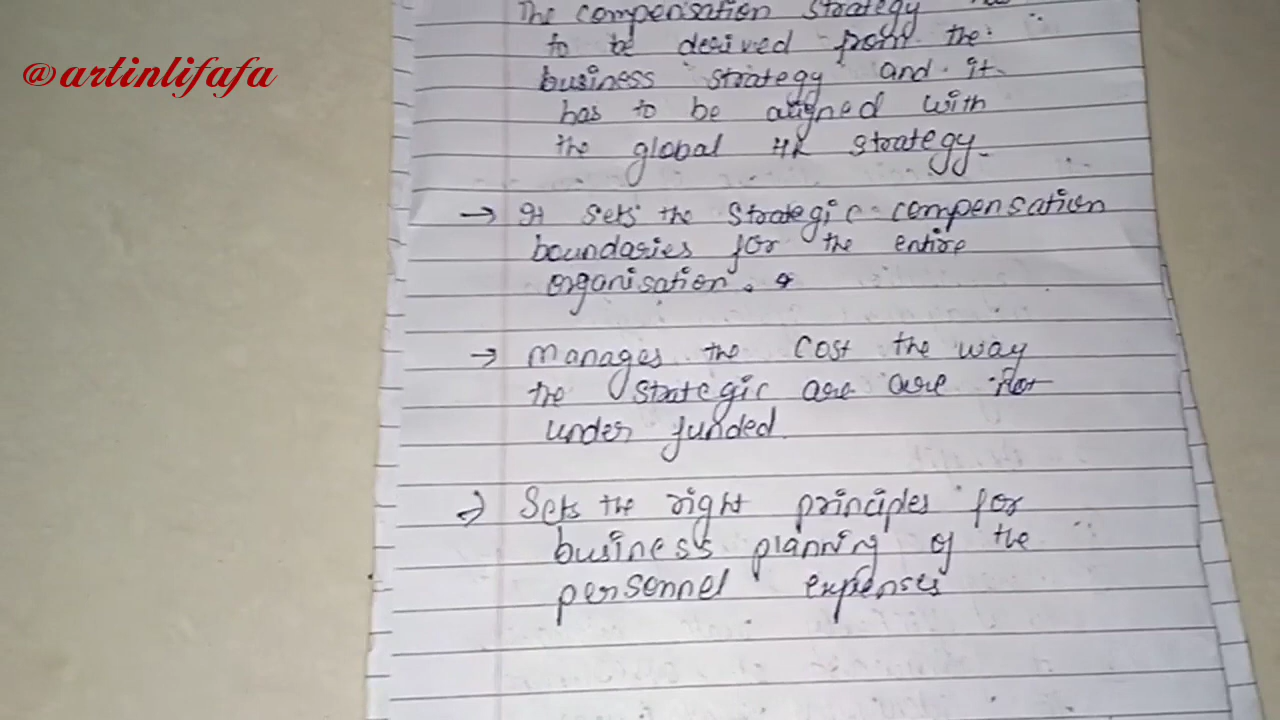 @artinlifafa
The compensation strategy
to be derived from the
business strategy and it
has to be aligned with
the global HR strategy
→ It sets the strategic compensation
boundaries for the entire
organisation.
→ Manages the cost the way
the strategic are are not
under funded
→ Sets the right principles for
business planning of the
personnel expenses